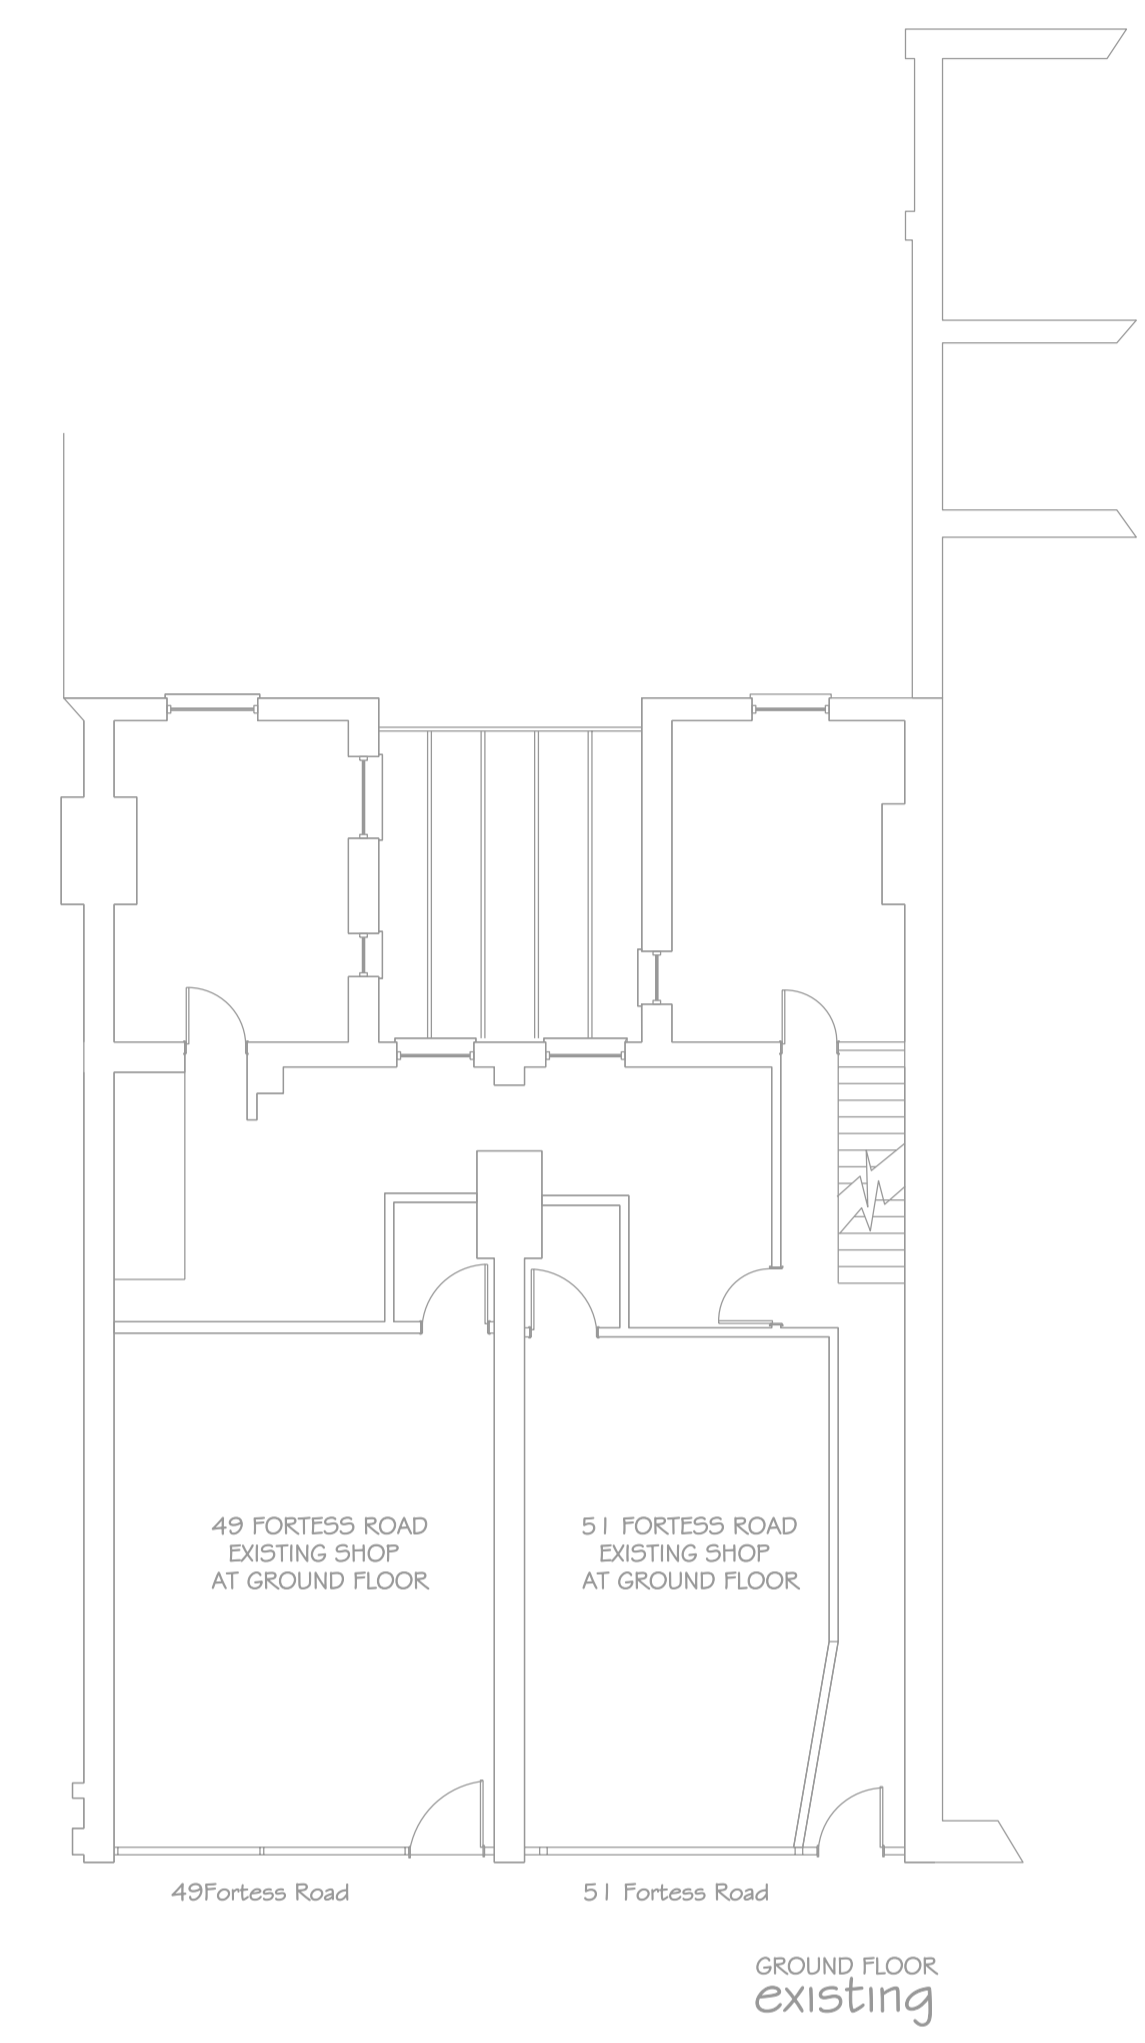 49 FORTESS ROAD
EXISTING SHOP
AT GROUND FLOOR
51 FORTESS ROAD
EXISTING SHOP
AT GROUND FLOOR
49Fortess Road
51 Fortess Road
GROUND FLOOR
existing